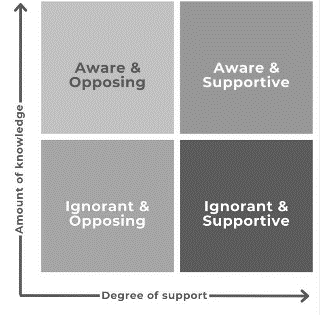 Aware &
Opposing
Aware &
Supportive
Amount of knowledge
Ignorant &
Opposing
Ignorant &
Supportive
Degree of support